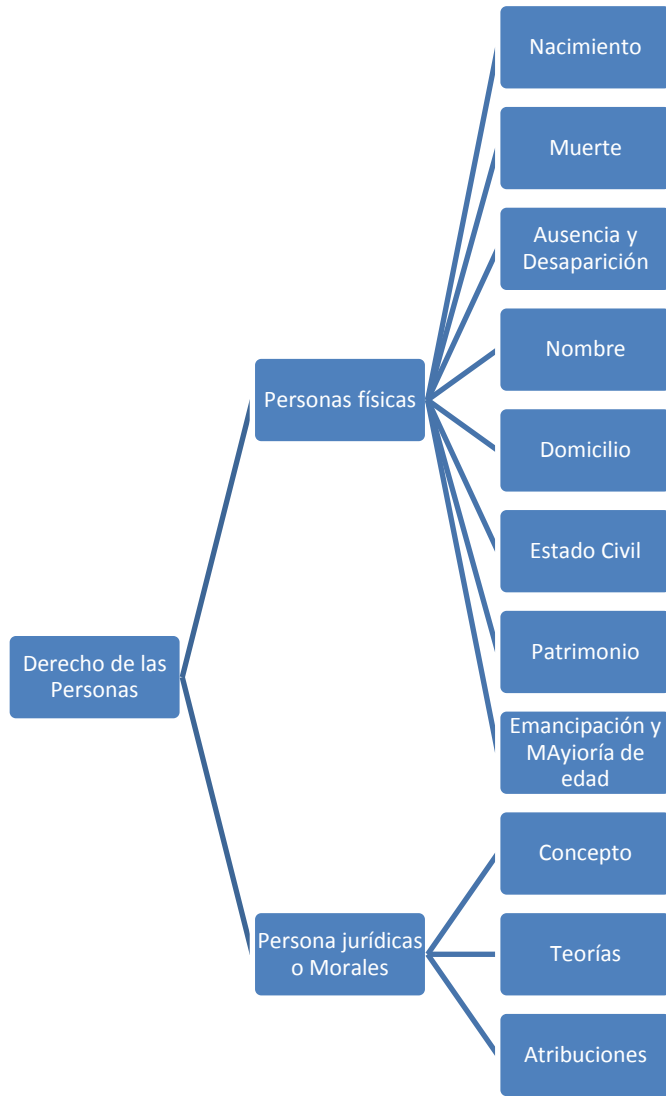 Nacimiento
Muerte
Ausencia y
Desaparición
Nombre
Personas físicas
Domicilio
Estado Civil
Derecho de las
Personas
Patrimonio
Emancipación y
MAyioría de
edad
Concepto
Persona jurídicas
o Morales
Teorías
Atribuciones